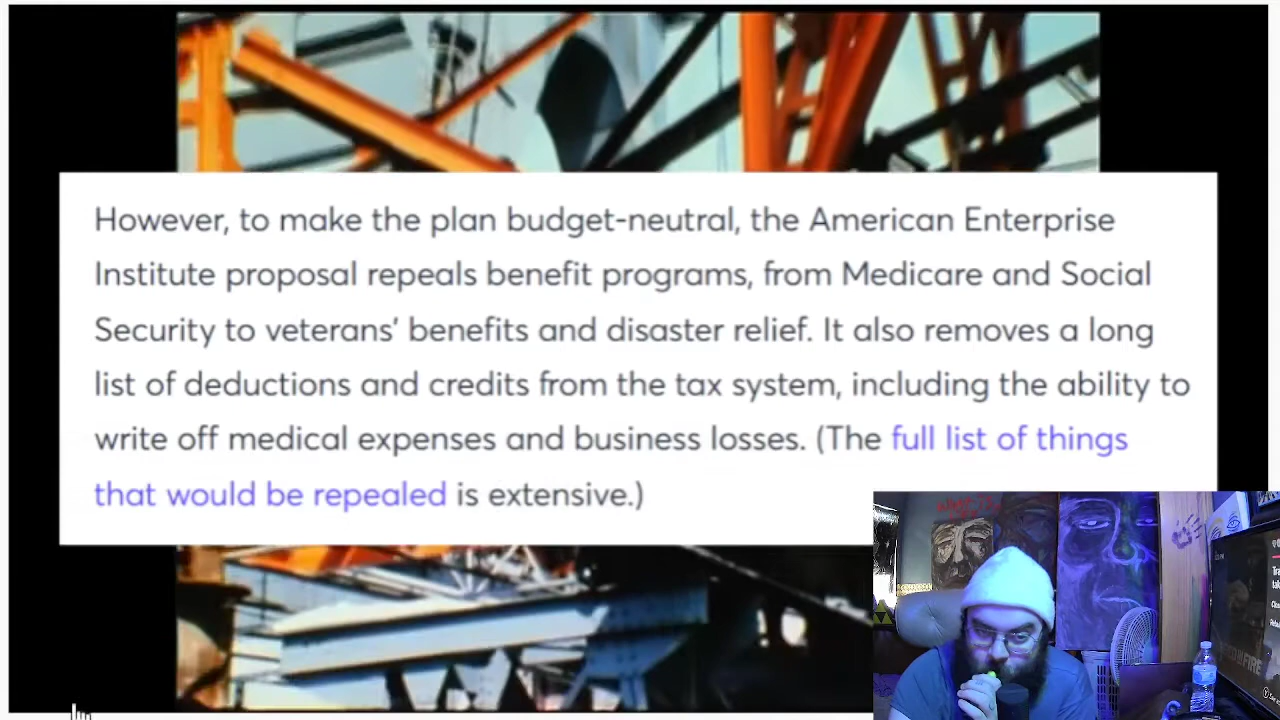 However, to make the plan budget-neutral, the American Enterprise
Institute proposal repeals benefit programs, from Medicare and Social
Security to veterans' benefits and disaster relief. It also removes a long
list of deductions and credits from the tax system, including the ability to
write off medical expenses and business losses. (The full list of things
that would be repealed is extensive.)